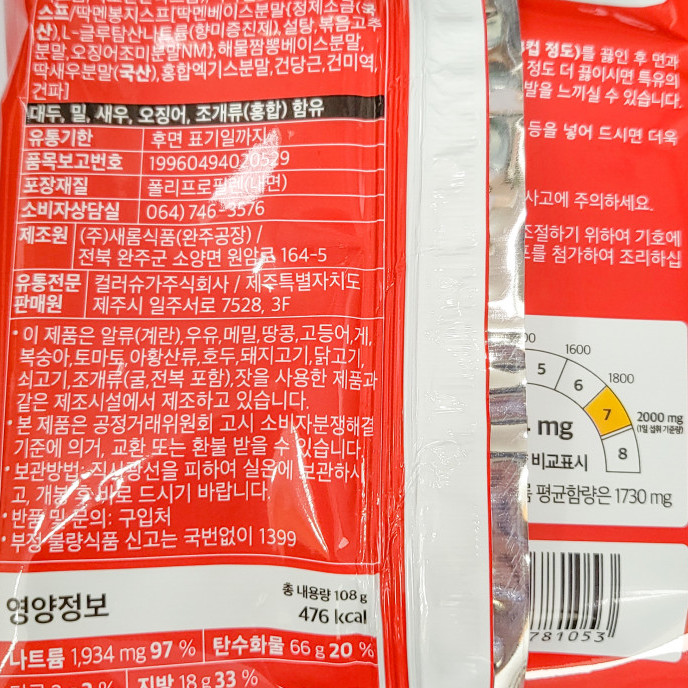 스프/딱멘봉지스프[딱멘베이스분말(정제소금(국
산),L-글루탐산나트륨(향미증진제),설탕,볶음고추
분말,오징어조미분말NM),해물짬뽕베이스분말,
딱새우분말(국산),홍합엑기스분말,건당근,건미역,
건파]
대두, 밀, 새우, 오징어, 조개류(홍합) 함유
유통기한 후면 표기일까지
품목보고번호 19960494020529
포장재질 폴리프로필렌(내면)
소비자상담실 064) 746-3576
제조원 (주)새롬식품(완주공장) /
전북 완주군 소양면 원암로 164-5
유통전문 컬러슈가주식회사 / 제주특별자치도
판매원 제주시 일주서로 7528, 3F
• 이 제품은 알류(계란),우유,메밀,땅콩,고등어,게,
복숭아,토마토,아황산류,호두,돼지고기,닭고기,
쇠고기,조개류(굴,전복 포함),잣을 사용한 제품과
같은 제조시설에서 제조하고 있습니다.
• 본 제품은 공정거래위원회 고시 소비자분쟁해결
기준에 의거, 교환 또는 환불 받을 수 있습니다.
• 보관방법: 직사광선을 피하여 실온에 보관하시
고, 개봉 후 바로 드시기 바랍니다.
• 반품 및 문의: 구입처
• 부정·불량식품 신고는 국번없이 1399
영양정보
총 내용량 108 g
476 kcal
나트륨 1,934 mg 97 % 탄수화물 66 g 20 %
지방 18 g 33 %
컵 정도)를 끓인 후 면과
정도 더 끓이시면 특유의
발을 느끼실 수 있습니다.
등을 넣어 드시면 더욱
사고에 주의하세요.
조절하기 위하여 기호에
프를 첨가하여 조리하십
1600
1800
5
6
7
8
2000 mg
(1일 섭취 기준량)
mg
비교표시
평균함량은 1730 mg
781053